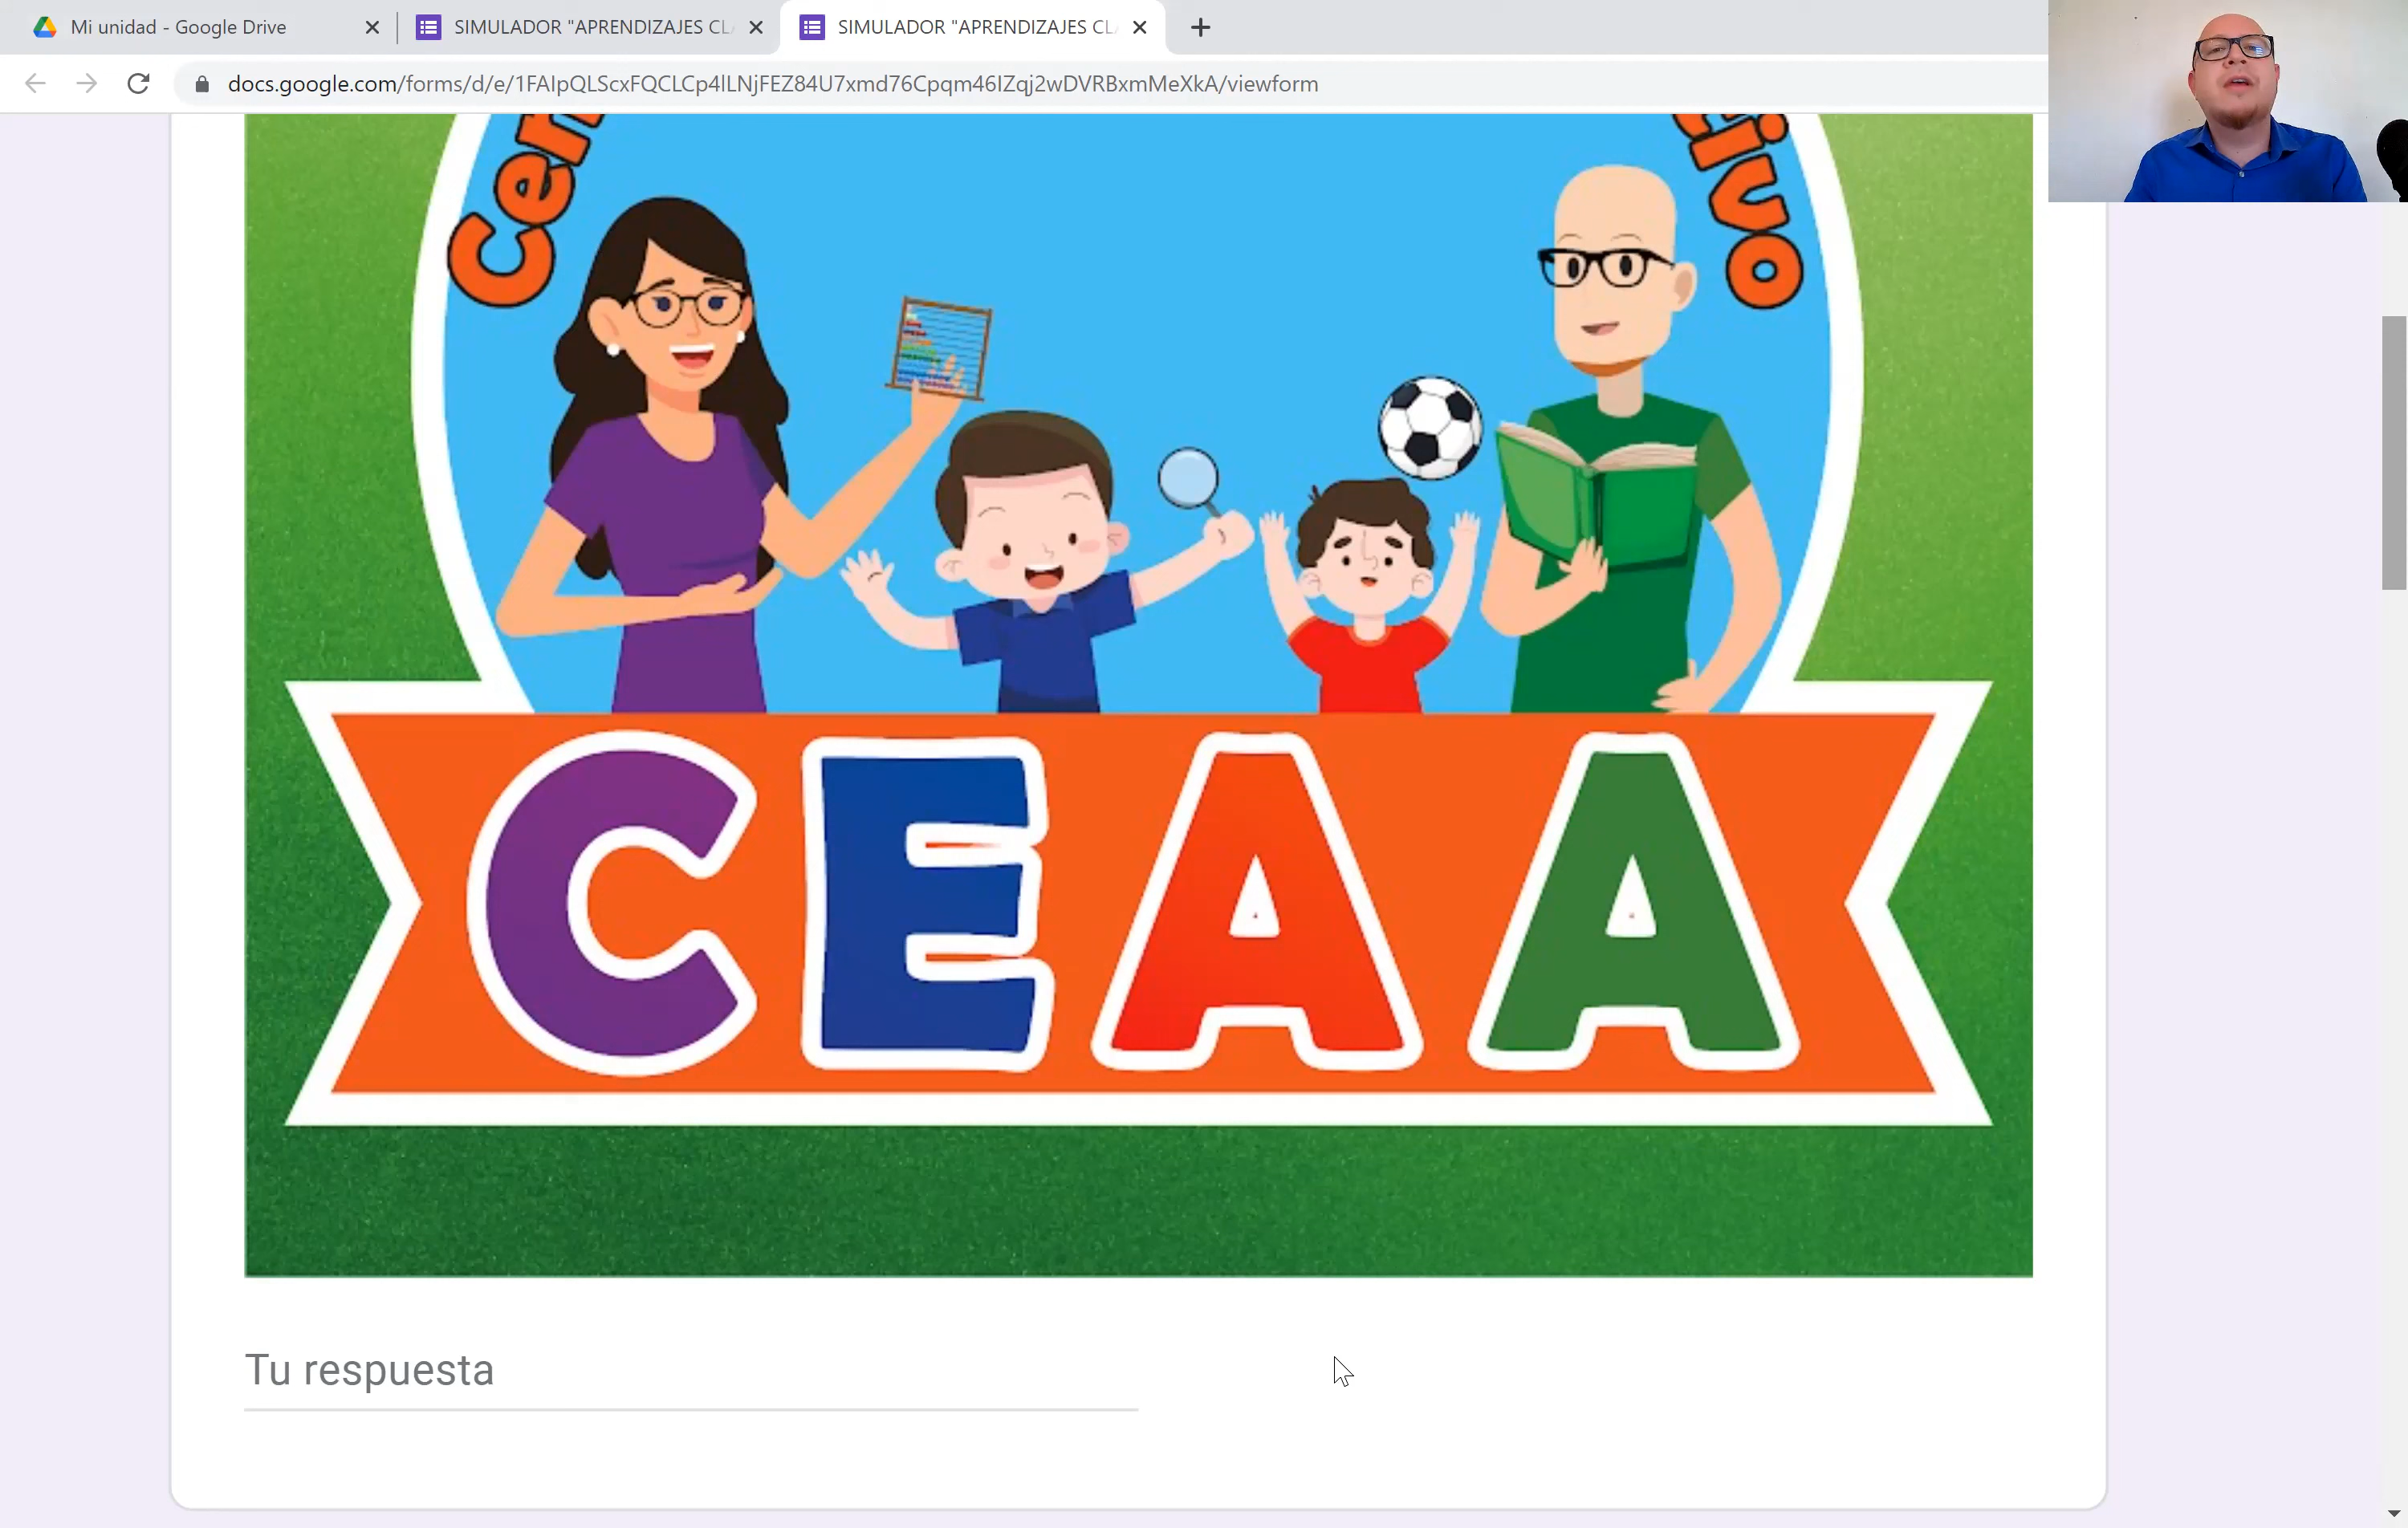 Mi unidad - Google Drive
SIMULADOR "APRENDIZAJES CL
SIMULADOR "APRENDIZAJES CL
docs.google.com/forms/d/e/1FAIpQLScxFQCLCp4lLNjFEZ84U7xmd76Cpqm46IZqj2wDVRBxmMeXkA/viewform
CEAA
Tu respuesta